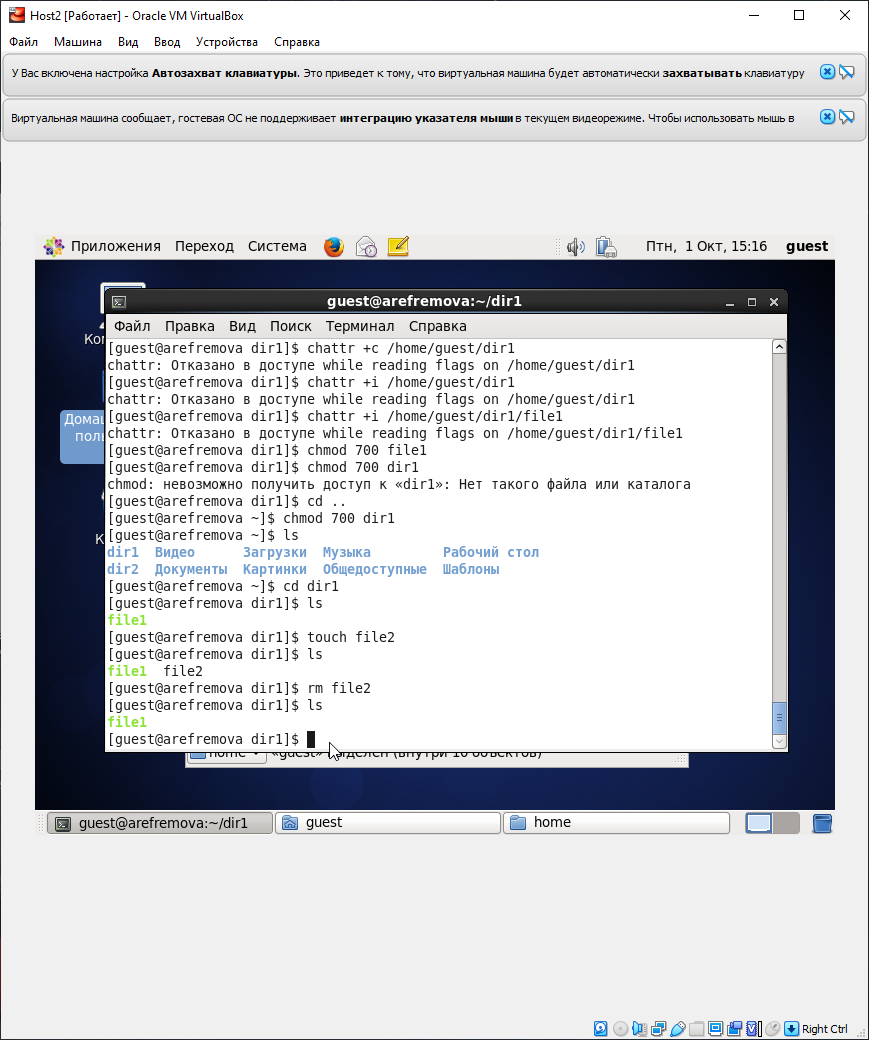 Host2 [Работает] - Oracle VM VirtualBox
Файл Машина Вид Ввод Устройства Справка
У Вас включена настройка Автозахват клавиатуры. Это приведет к тому, что виртуальная машина будет автоматически захватывать клавиатуру
Виртуальная машина сообщает, гостевая ОС не поддерживает интеграцию указателя мыши в текущем видеорежиме. Чтобы использовать мышь в
Приложения Переход Система Птн, 1 Окт, 15:16 guest
guest@arefremova:~/dir1
Файл Правка Вид Поиск Терминал Справка
[guest@arefremova dir1]$ chattr +c /home/guest/dir1
chattr: Отказано в доступе while reading flags on /home/guest/dir1
[guest@arefremova dir1]$ chattr +i /home/guest/dir1
chattr: Отказано в доступе while reading flags on /home/guest/dir1
[guest@arefremova dir1]$ chattr +i /home/guest/dir1/file1
chattr: Отказано в доступе while reading flags on /home/guest/dir1/file1
[guest@arefremova dir1]$ chmod 700 file1
[guest@arefremova dir1]$ chmod 700 dir1
chmod: невозможно получить доступ к «dir1»: Нет такого файла или каталога
[guest@arefremova dir1]$ cd ..
[guest@arefremova ~]$ chmod 700 dir1
[guest@arefremova ~]$ ls
dir1 Видео Загрузки Музыка Рабочий стол
dir2 Документы Картинки Общедоступные Шаблоны
[guest@arefremova ~]$ cd dir1
[guest@arefremova dir1]$ ls
file1
[guest@arefremova dir1]$ touch file2
[guest@arefremova dir1]$ ls
file1 file2
[guest@arefremova dir1]$ rm file2
[guest@arefremova dir1]$ ls
file1
[guest@arefremova dir1]$
home «guest» выделен (внутри 16 объектов)
guest@arefremova:~/dir1 guest home
Right Ctrl